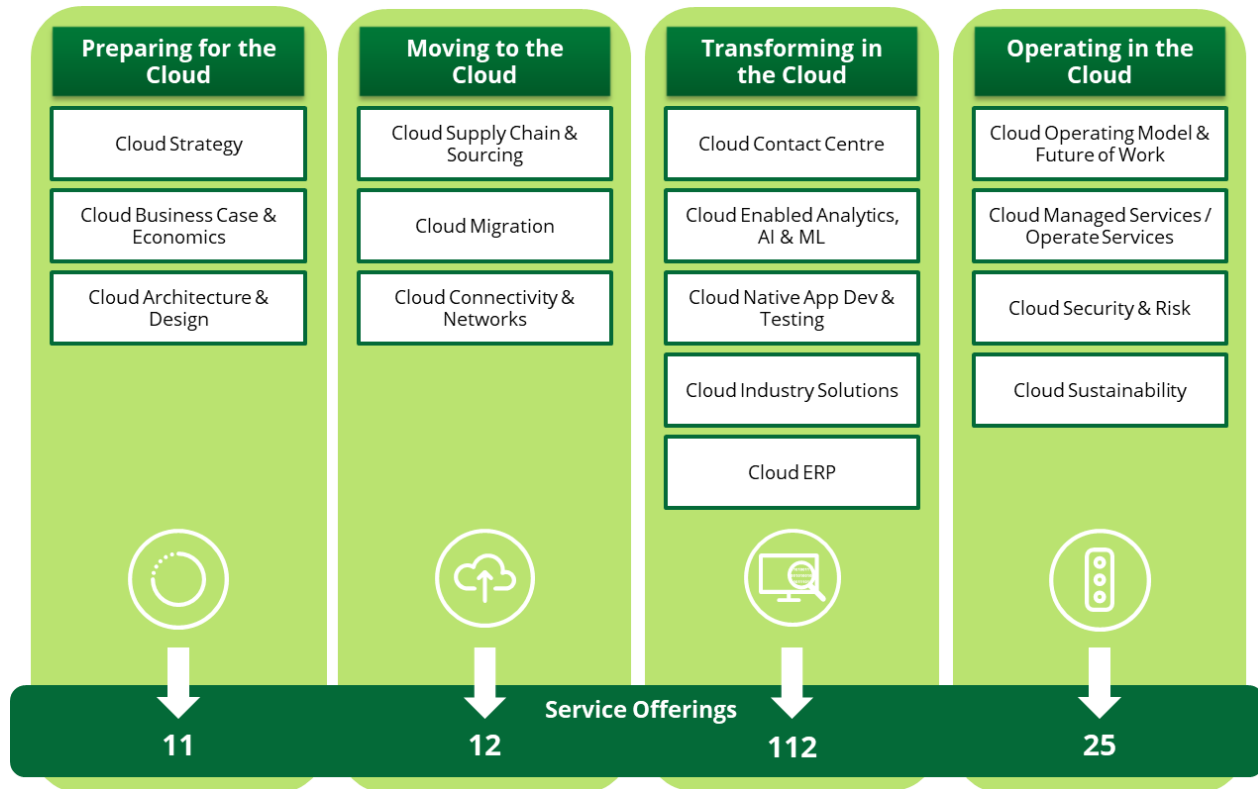 Preparing for the
Cloud
Cloud Strategy
Cloud Business Case &
Economics
Cloud Architecture &
Design
Moving to the
Cloud
Cloud Supply Chain &
Sourcing
Cloud Migration
Cloud Connectivity &
Networks
Transforming in
the Cloud
Cloud Contact Centre
Cloud Enabled Analytics,
AI & ML
Cloud Native App Dev &
Testing
Cloud Industry Solutions
Cloud ERP
Operating in the
Cloud
Cloud Operating Model &
Future of Work
Cloud Managed Services /
Operate Services
Cloud Security & Risk
Cloud Sustainability
Service Offerings
11
12
112
25